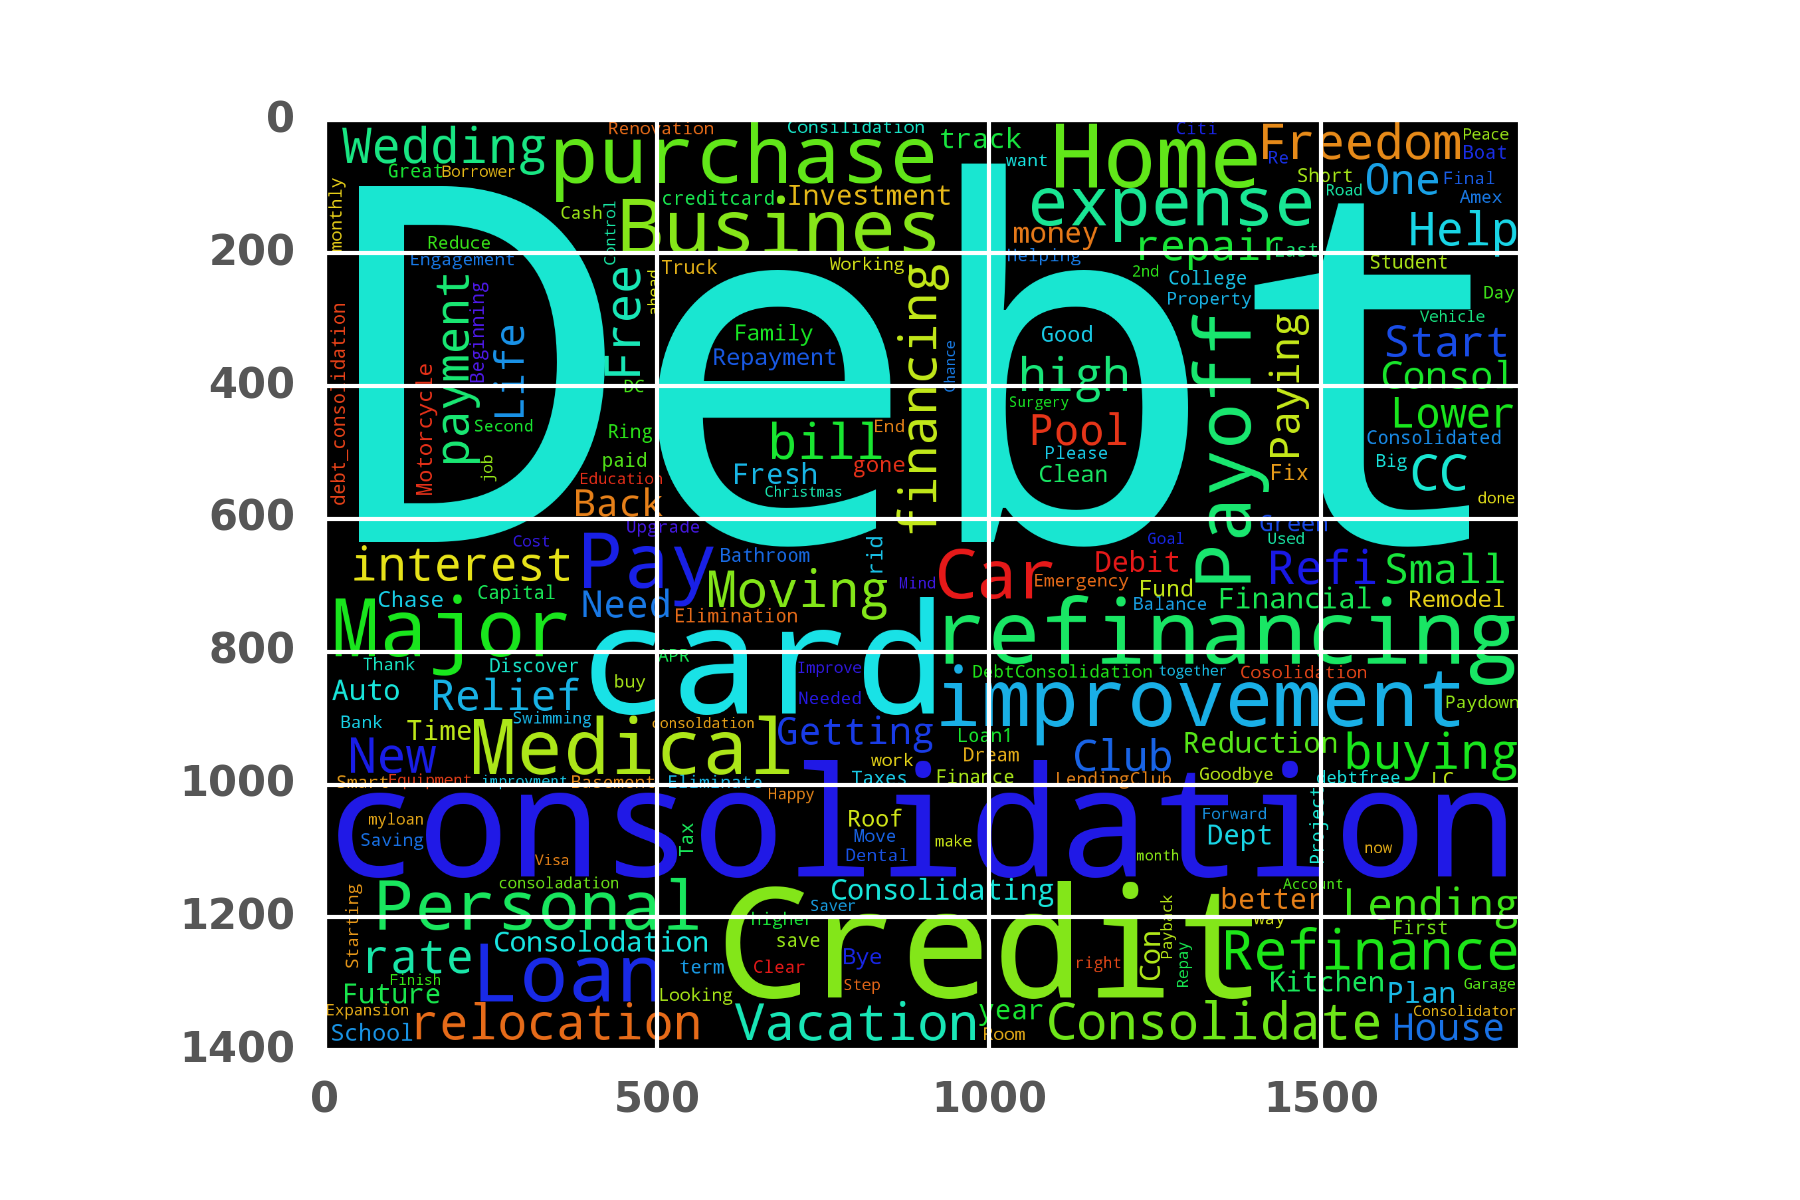 0
200
400
600
800
1000
1200
1400
0
500
1000
1500
Wedding
Renovation
purchase
Consilidation
track
Home
Citi
Freedom
Peace
Great
Borrower
want
Re
Boat
monthly
creditcard
Investment
expense
Short
Road
One
Final
Amex
Cash
Control
Busines
money
repair
Last
Help
Reduce
Engagement
Free
ahead
Truck
Working
Helping
2nd
College
Property
Student
Day
Debt
debt_consolidation
Motorcycle
payment
Beginning
Life
Family
Repayment
financing
Chance
Good
Payoff
Paying
Vehicle
Start
DC
high
Surgery
Consol
Lower
Second
Ring
bill
End
Pool
Consolidated
job
paid
Education
Fresh
gone
Please
Clean
Fix
Big
CC
Christmas
Back
done
Upgrade
Green
Cost
interest
Pay
Bathroom
rid
Goal
Used
Mind
Car
Debit
Emergency
Refi
Small
Chase
Capital
Need
Moving
Fund
Balance
Financial
Remodel
Major
Elimination
card
refinancing
Thank
Discover
APR
Improve
DebtConsolidation
together
Cosolidation
Auto
Relief
buy
Needed
improvement
Paydown
Bank
Time
Swimming
consoldation
Getting
Loan1
New
Medical
work
Dream
Club
Reduction
buying
Smart
Equipment
improvment
Basement
Eliminate
Taxes
Finance
LendingClub
Goodbye
debtfree
LC
consolidation
Happy
myloan
Saving
Tax
Roof
Move
Dental
make
Forward
Dept
Project
now
Visa
month
consoladation
Consolidating
Account
Starting
Personal
Saver
Credit
better
Lending
higher
Payback
way
First
rate
Consolodation
save
Bye
Con
Repay
Refinance
Finish
Loan
term
Clear
Step
right
Kitchen
Garage
Future
Looking
Plan
Expansion
School
relocation
Vacation
year
Room
Consolidate
Consolidator
House